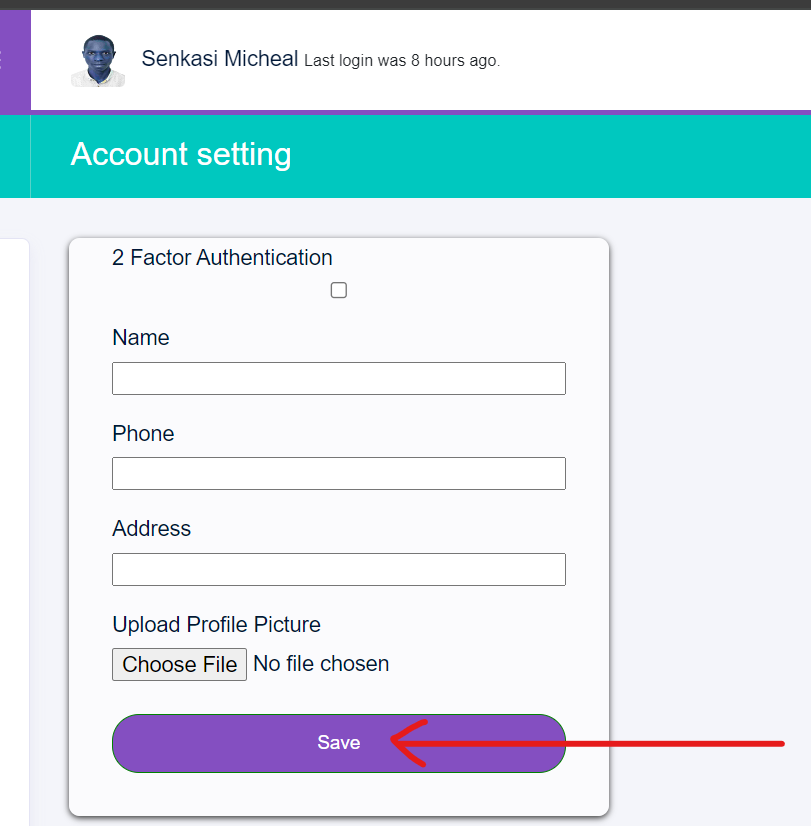 Senkasi Micheal Last login was 8 hours ago.
Account setting
2 Factor Authentication
Name
Phone
Address
Upload Profile Picture
Choose File No file chosen
Save